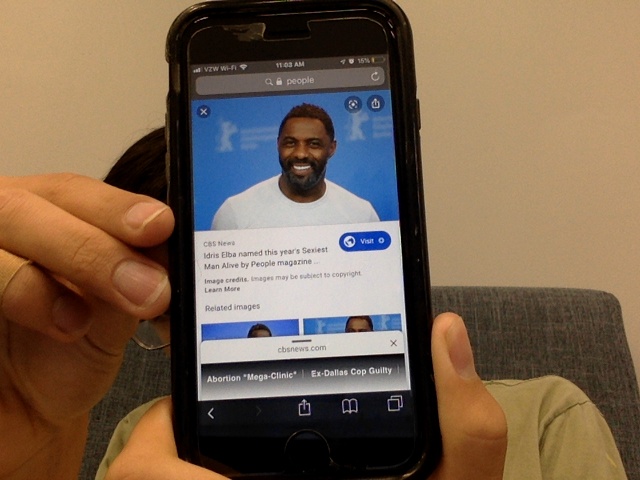 VZW Wi-Fi 11:03 AM 15%
people
CBS News
Visit
Idris Elba named this year's Sexiest
Man Alive by People magazine ...
Image credits. Images may be subject to copyright.
Learn More
Related images
cbsnews.com
Abortion "Mega-Clinic" | Ex-Dallas Cop Guilty |